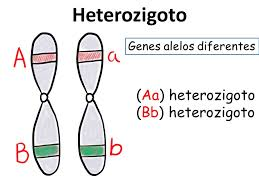 Heterozigoto
Genes alelos diferentes
A a
(Aa) heterozigoto
(Bb) heterozigoto
B b